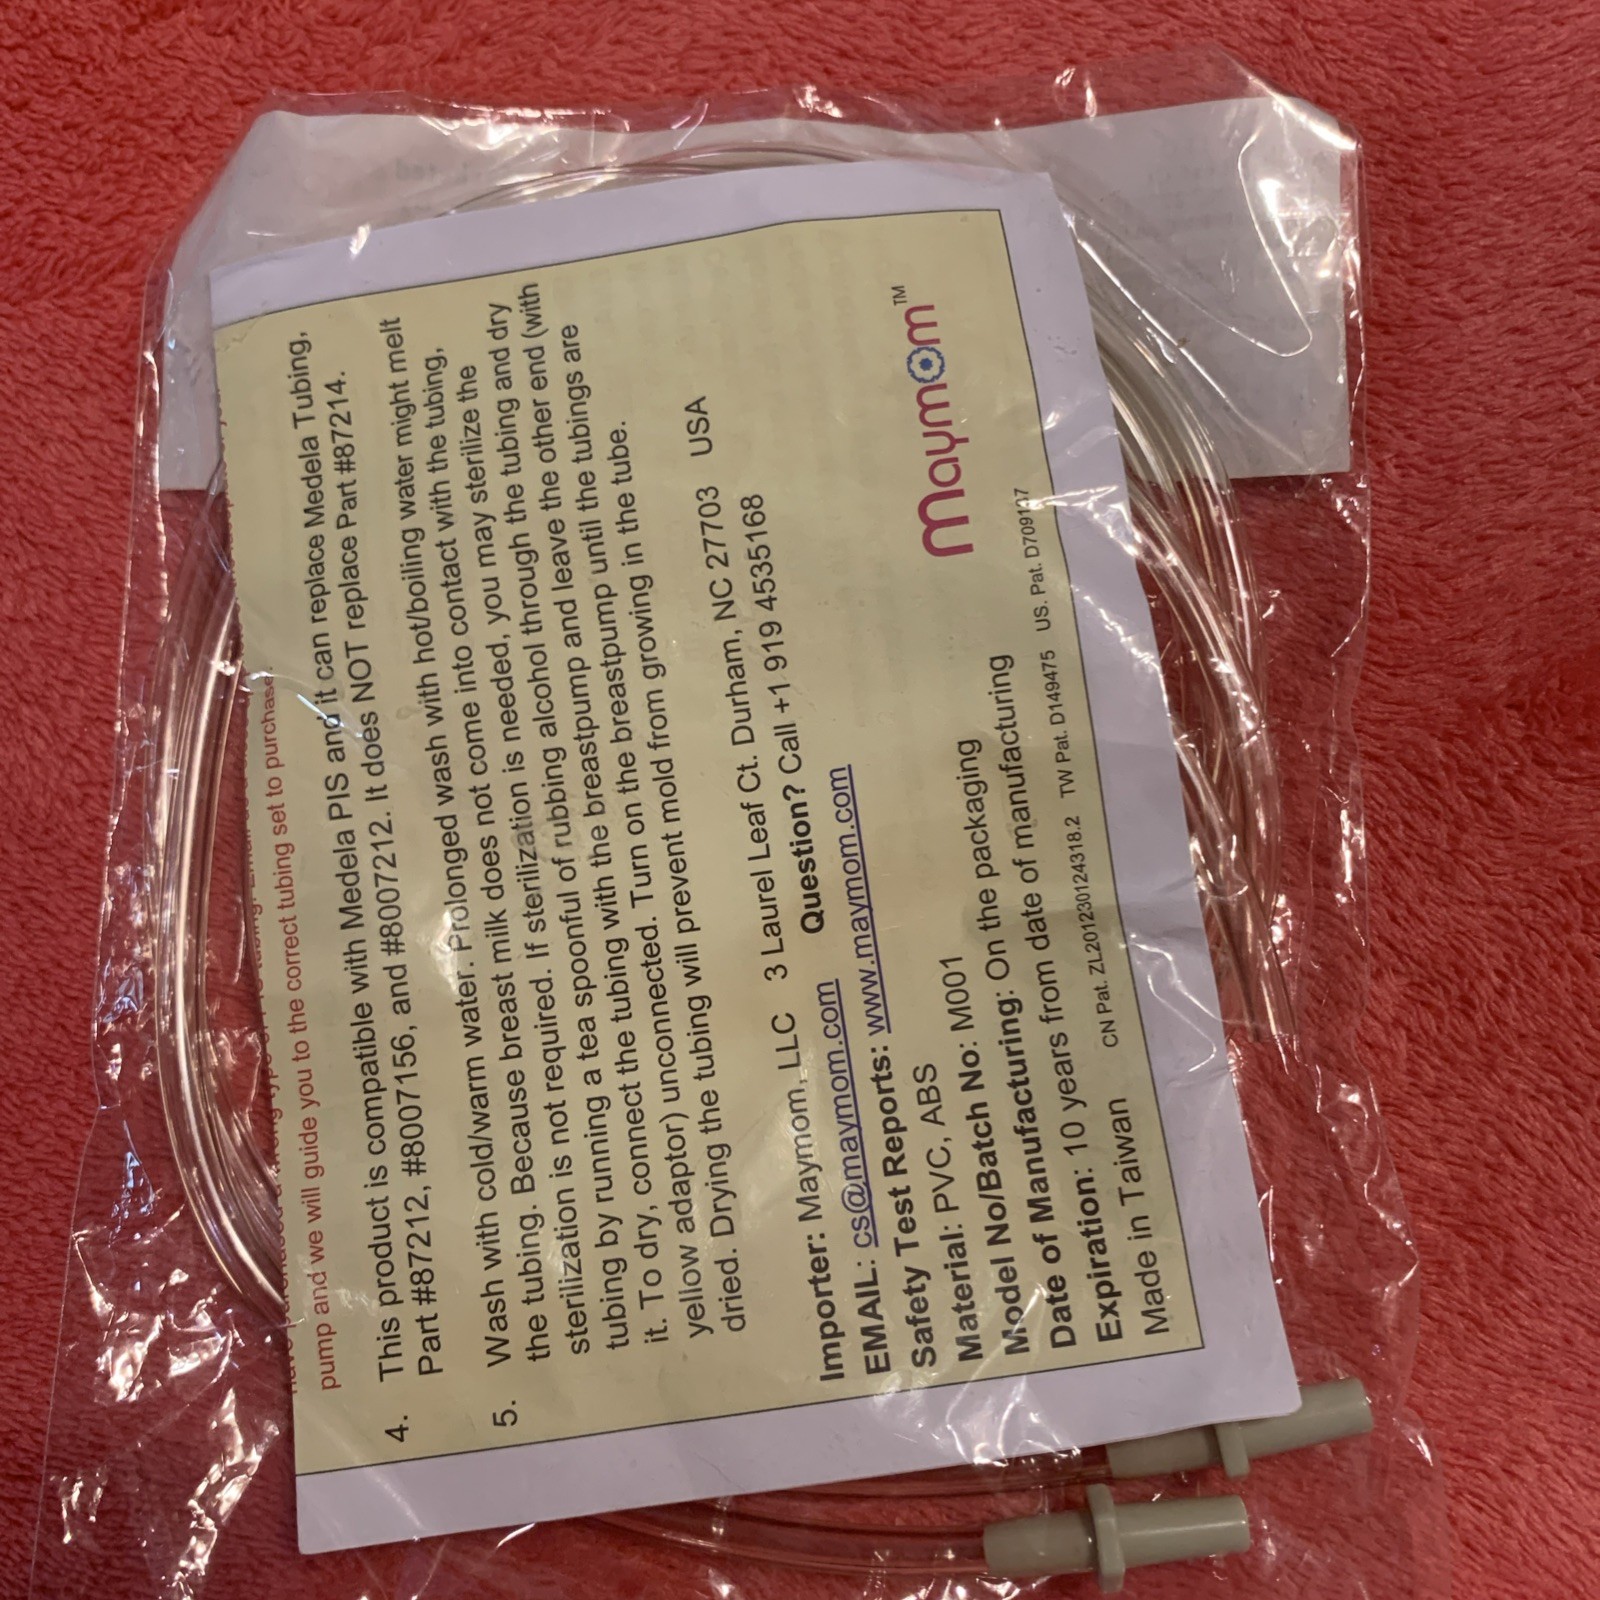 pump and we will guide you to the correct tubing set to purchase.
4. This product is compatible with Medela PIS and it can replace Medela Tubing,
Part #87212, #8007156, and #8007212. It does NOT replace Part #87214.
5. Wash with cold/warm water. Prolonged wash with hot/boiling water might melt
the tubing. Because breast milk does not come into contact with the tubing,
sterilization is not required. If sterilization is needed, you may sterilize the
tubing by running a tea spoonful of rubbing alcohol through the tubing and dry
it. To dry, connect the tubing with the breastpump and leave the other end (with
yellow adaptor) unconnected. Turn on the breastpump until the tubings are
dried. Drying the tubing will prevent mold from growing in the tube.
Importer: Maymom, LLC 3 Laurel Leaf Ct. Durham, NC 27703 USA
EMAIL: cs@maymom.com Question? Call +1 919 4535168
Safety Test Reports: www.maymom.com
Material: PVC, ABS
Model No/Batch No: M001
Date of Manufacturing: On the packaging
Expiration: 10 years from date of manufacturing
Made in Taiwan
maymom™
CN Pat. ZL201230124318.2 TW Pat. D149475 US. Pat.